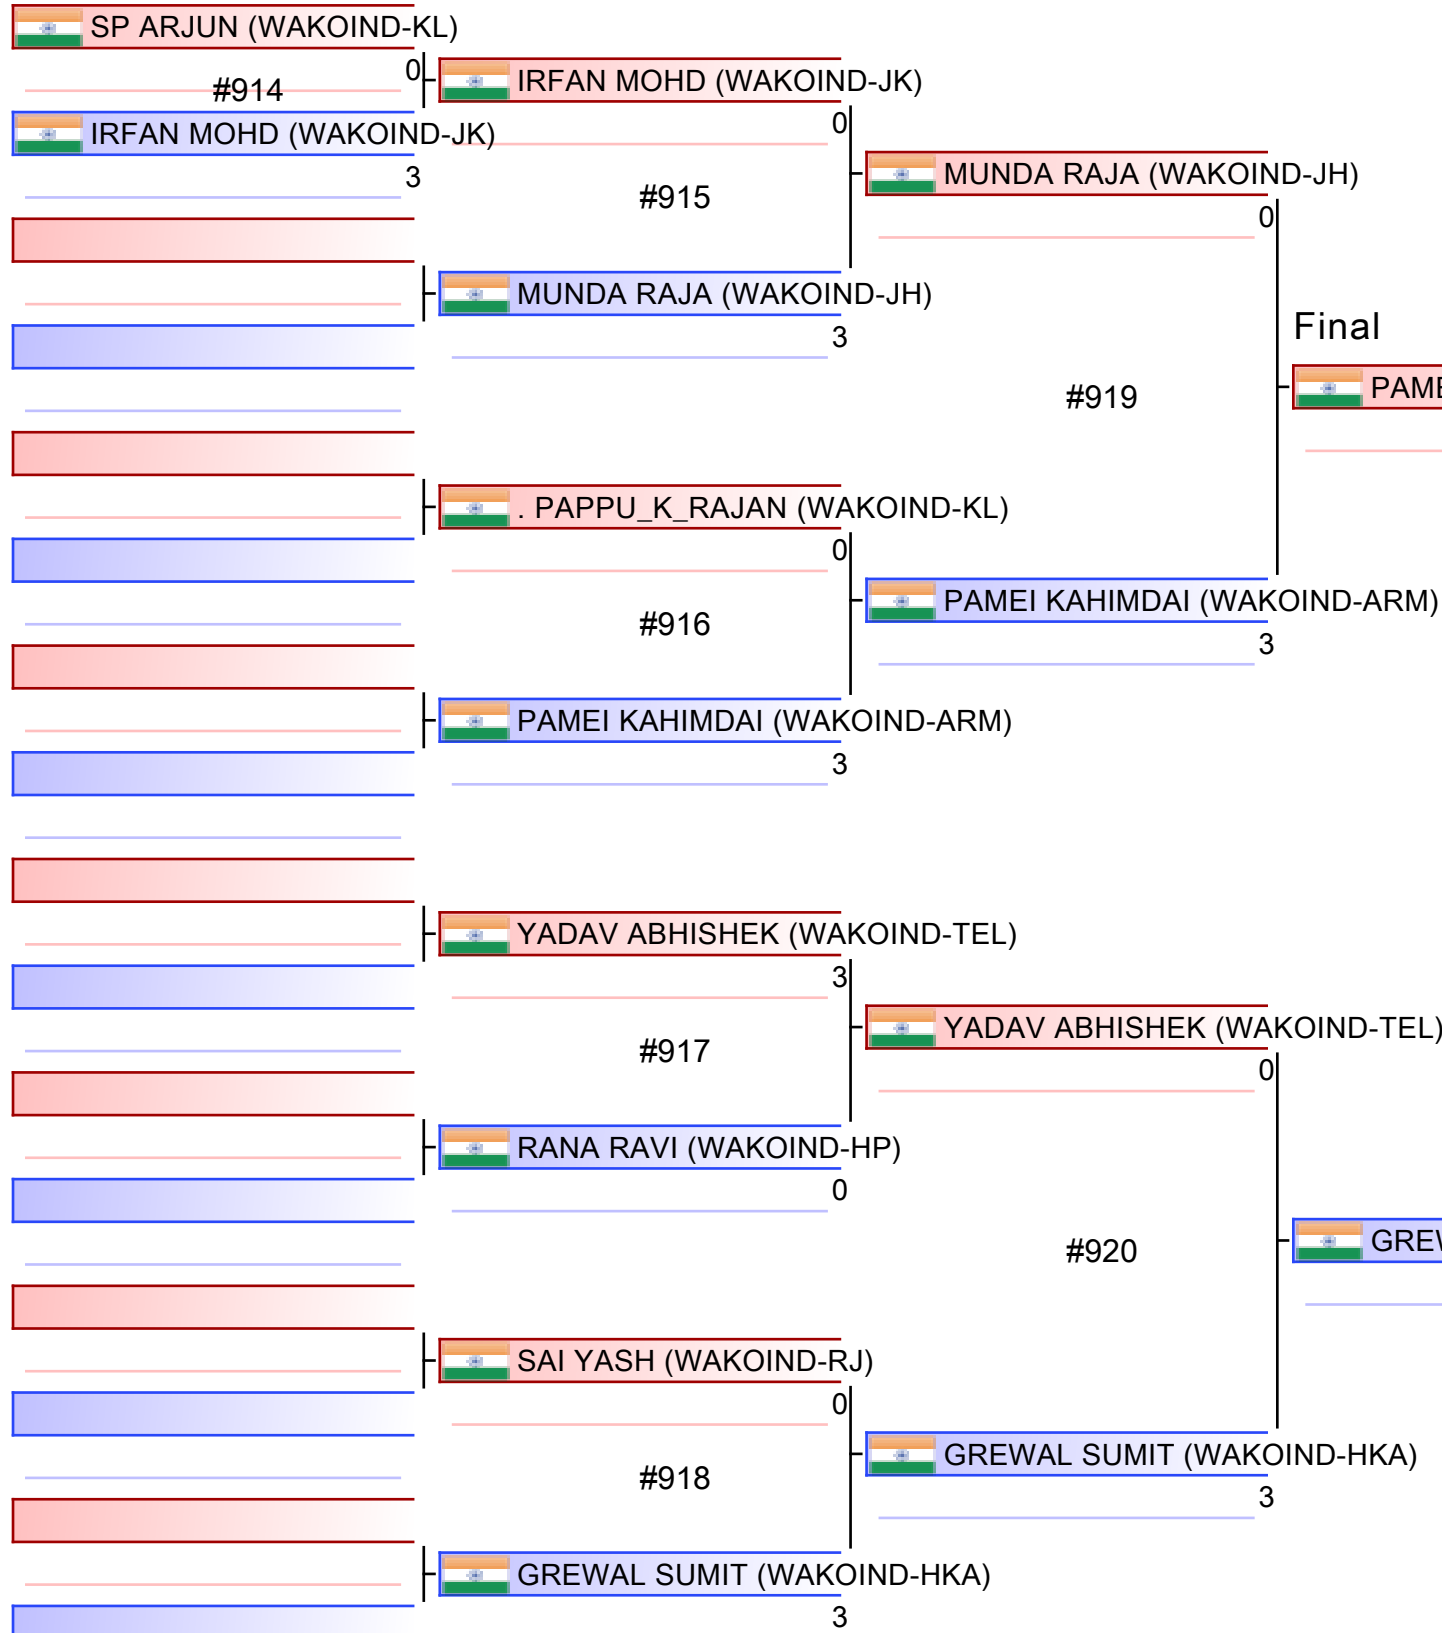 SP ARJUN (WAKOIND-KL)
0
#914
IRFAN MOHD (WAKOIND-JK)
3
IRFAN MOHD (WAKOIND-JK)
0
#915
MUNDA RAJA (WAKOIND-JH)
3
. PAPPU_K_RAJAN (WAKOIND-KL)
0
#916
PAMEI KAHIMDAI (WAKOIND-ARM)
3
YADAV ABHISHEK (WAKOIND-TEL)
3
#917
RANA RAVI (WAKOIND-HP)
0
SAI YASH (WAKOIND-RJ)
0
#918
GREWAL SUMIT (WAKOIND-HKA)
3
MUNDA RAJA (WAKOIND-JH)
0
#919
PAMEI KAHIMDAI (WAKOIND-ARM)
3
YADAV ABHISHEK (WAKOIND-TEL)
0
#920
GREWAL SUMIT (WAKOIND-HKA)
3
Final